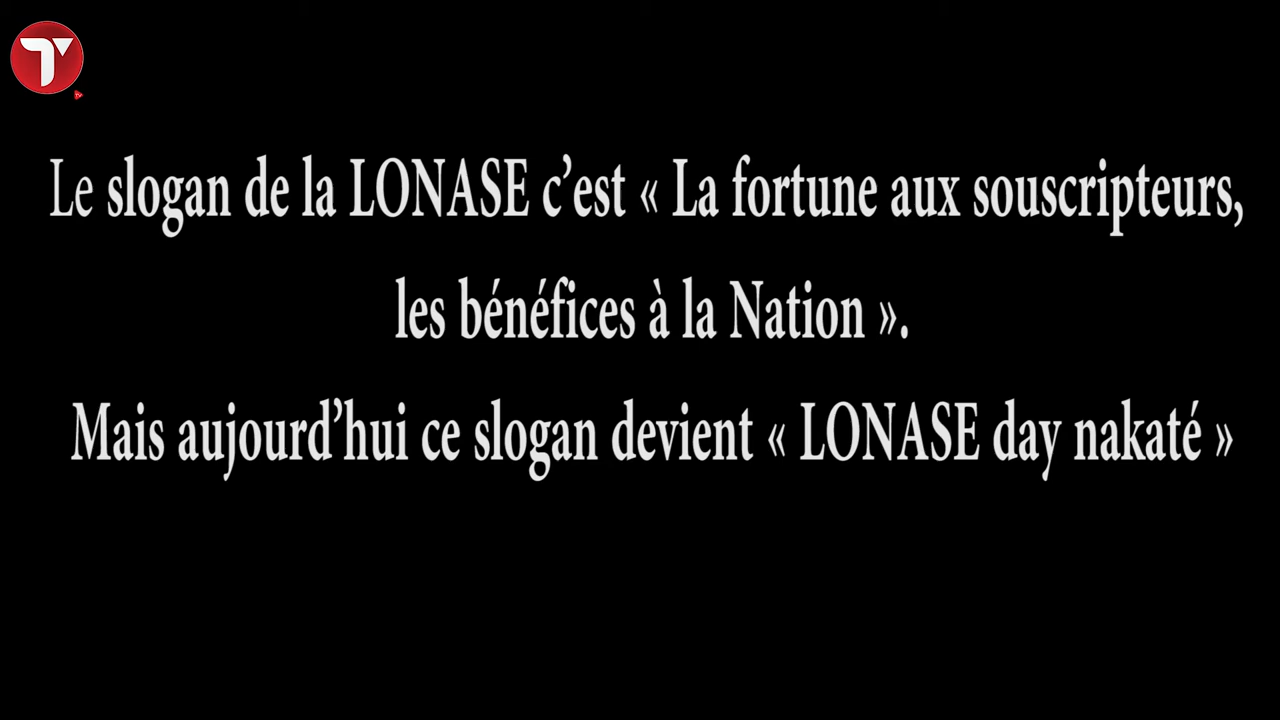 Le slogan de la LONASE c’est « La fortune aux souscripteurs,
les bénéfices à la Nation ».
Mais aujourd’hui ce slogan devient « LONASE day nakaté »